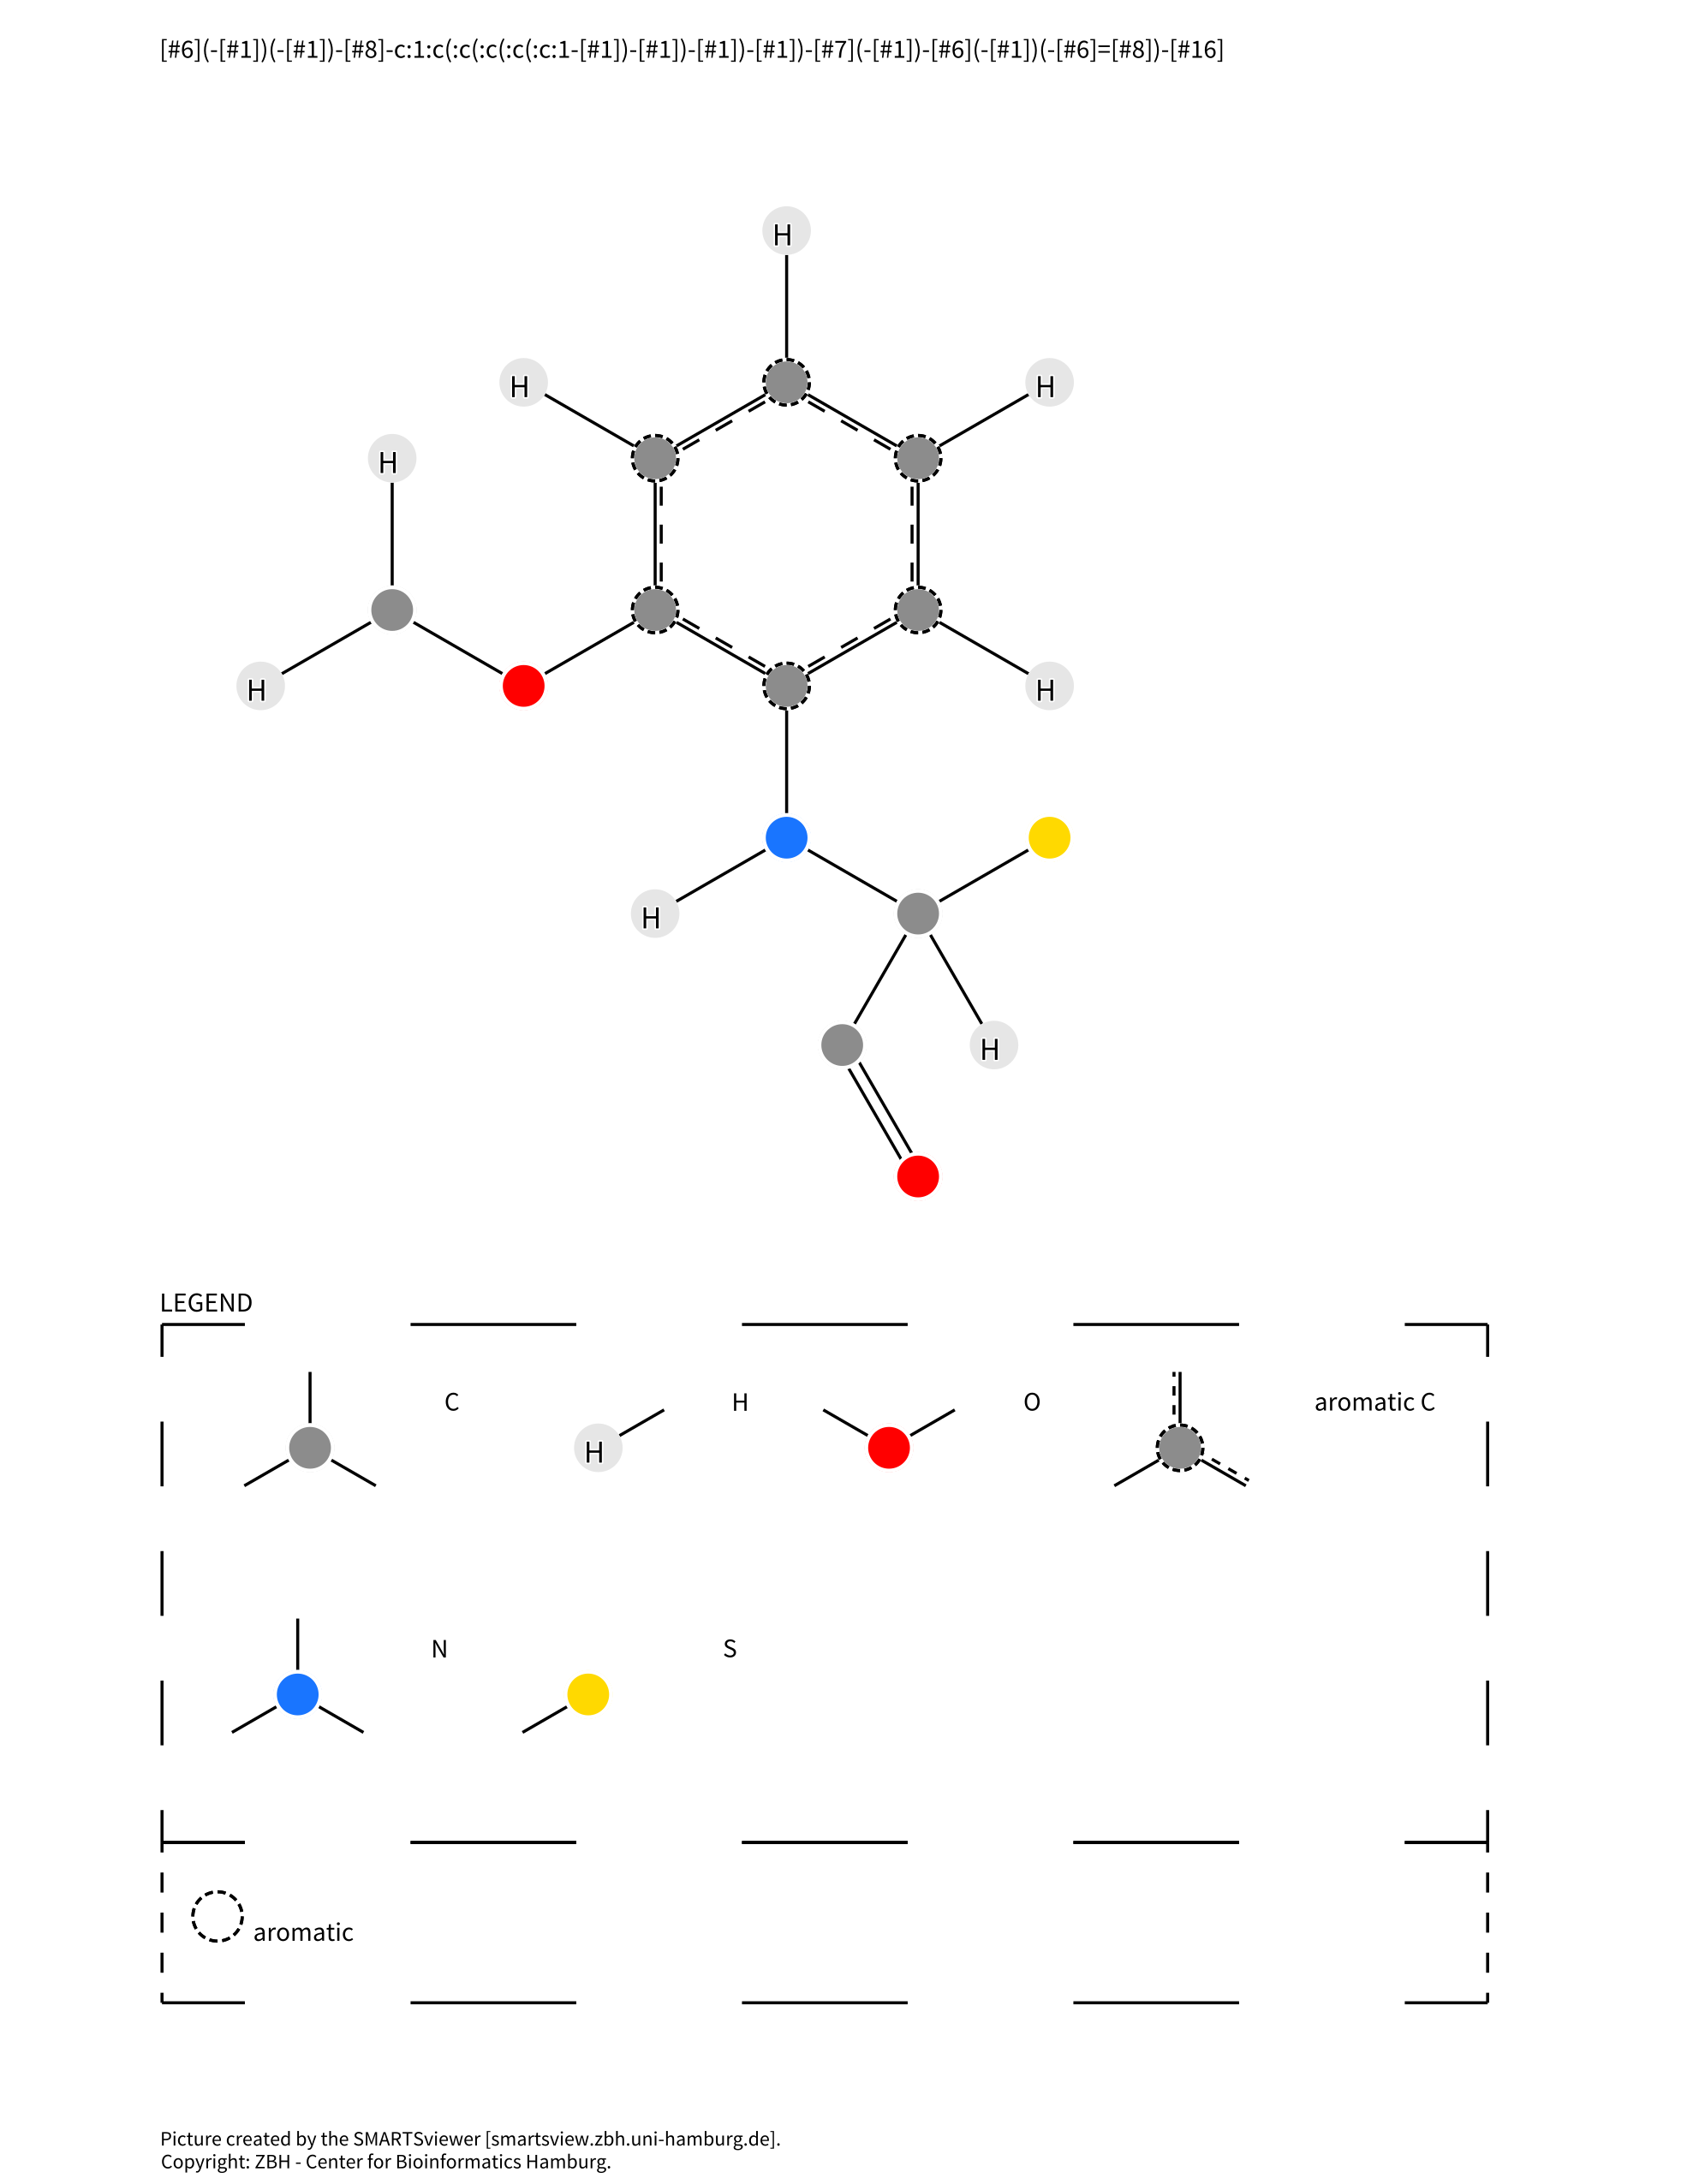 [#6](-[#1])(-[#1])-[#8]-c:1:c(:c(:c(:c(:c:1-[#1])-[#1])-[#1])-[#1])-[#7](-[#1])-[#6](-[#1])(-[#6]=[#8])-[#16]
H
H
H
H
H
H
H
H
H
LEGEND
C
H
H
O
aromatic C
N
S
aromatic
Picture created by the SMARTSviewer [smartsview.zbh.uni-hamburg.de].
Copyright: ZBH - Center for Bioinformatics Hamburg.